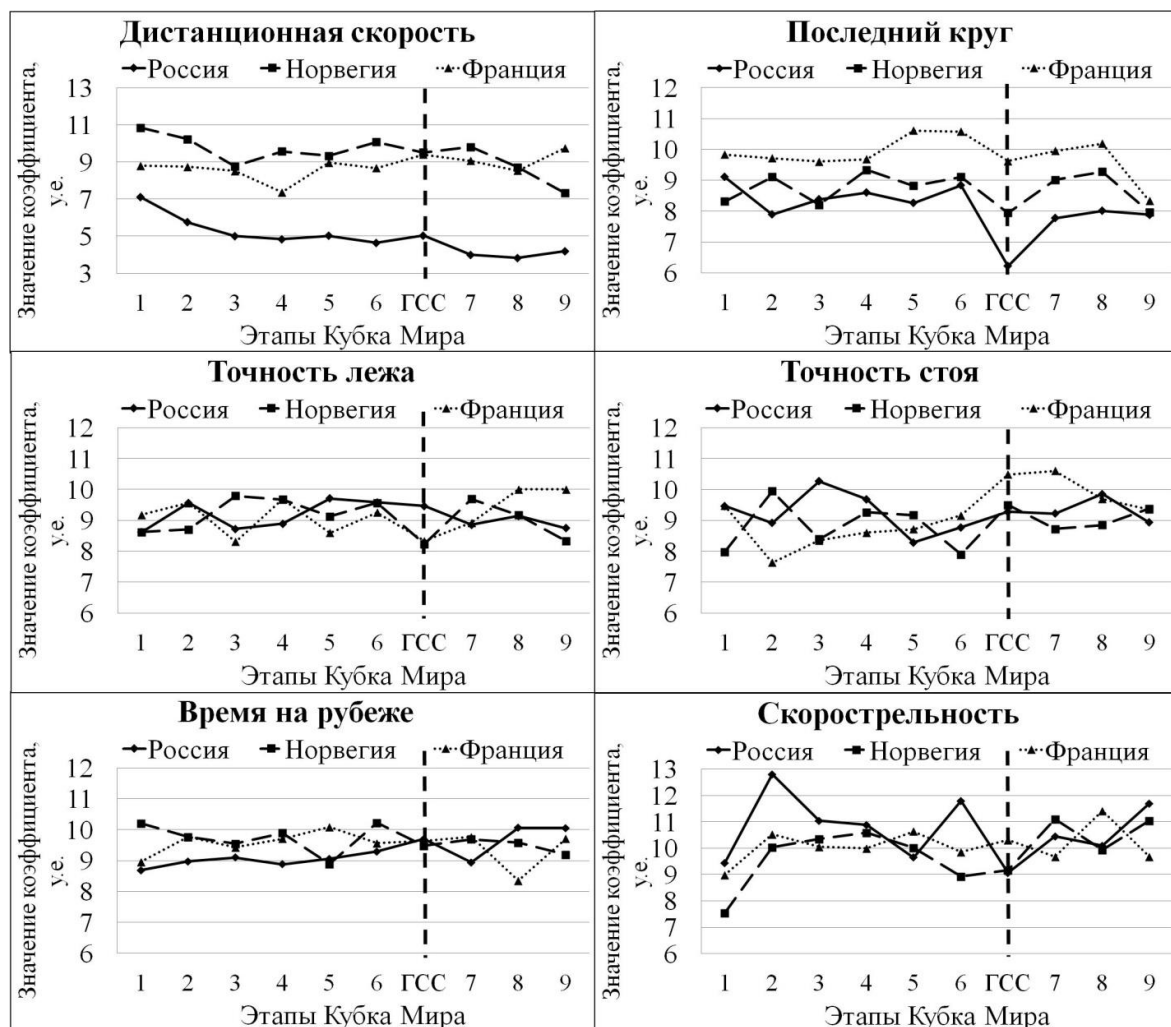 Дистанционная скорость
Россия Норвегия Франция
Значение коэффициента,
у.е.
13
11
9
7
5
3
1 2 3 4 5 6 ГСС 7 8 9
Этапы Кубка Мира
Последний круг
Россия Норвегия Франция
Значение коэффициента,
у.е.
12
11
10
9
8
7
6
1 2 3 4 5 6 ГСС 7 8 9
Этапы Кубка Мира
Точность лежа
Россия Норвегия Франция
Значение коэффициента,
у.е.
12
11
10
9
8
7
6
1 2 3 4 5 6 ГСС 7 8 9
Этапы Кубка Мира
Точность стоя
Россия Норвегия Франция
Значение коэффициента,
у.е.
12
11
10
9
8
7
6
1 2 3 4 5 6 ГСС 7 8 9
Этапы Кубка Мира
Время на рубеже
Россия Норвегия Франция
Значение коэффициента,
у.е.
12
11
10
9
8
7
6
1 2 3 4 5 6 ГСС 7 8 9
Этапы Кубка Мира
Скорострельность
Россия Норвегия Франция
Значение коэффициента,
у.е.
13
12
11
10
9
8
7
6
1 2 3 4 5 6 ГСС 7 8 9
Этапы Кубка Мира